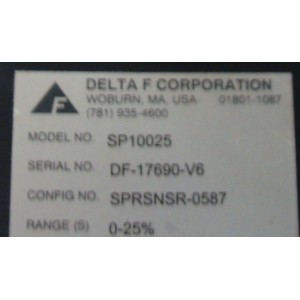 DELTA F CORPORATION
WOBURN, MA, USA 01801-1087
(781) 935-4600
F
MODEL NO SP10025
SERIAL NO. DF-17690-V6
CONFIG NO. SPRSNSR-0587
RANGE (S) 0-25%